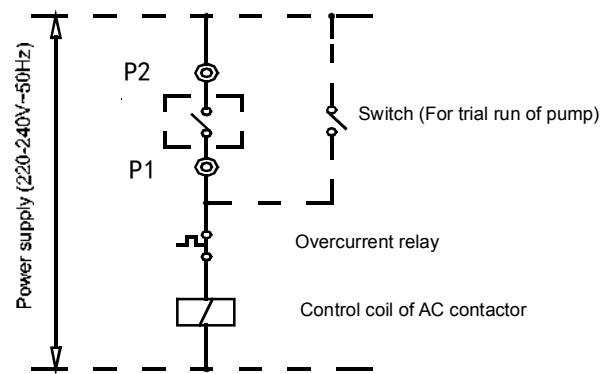 P2
Switch (For trial run of pump)
P1
Power supply (220-240V~50Hz)
Overcurrent relay
Control coil of AC contactor